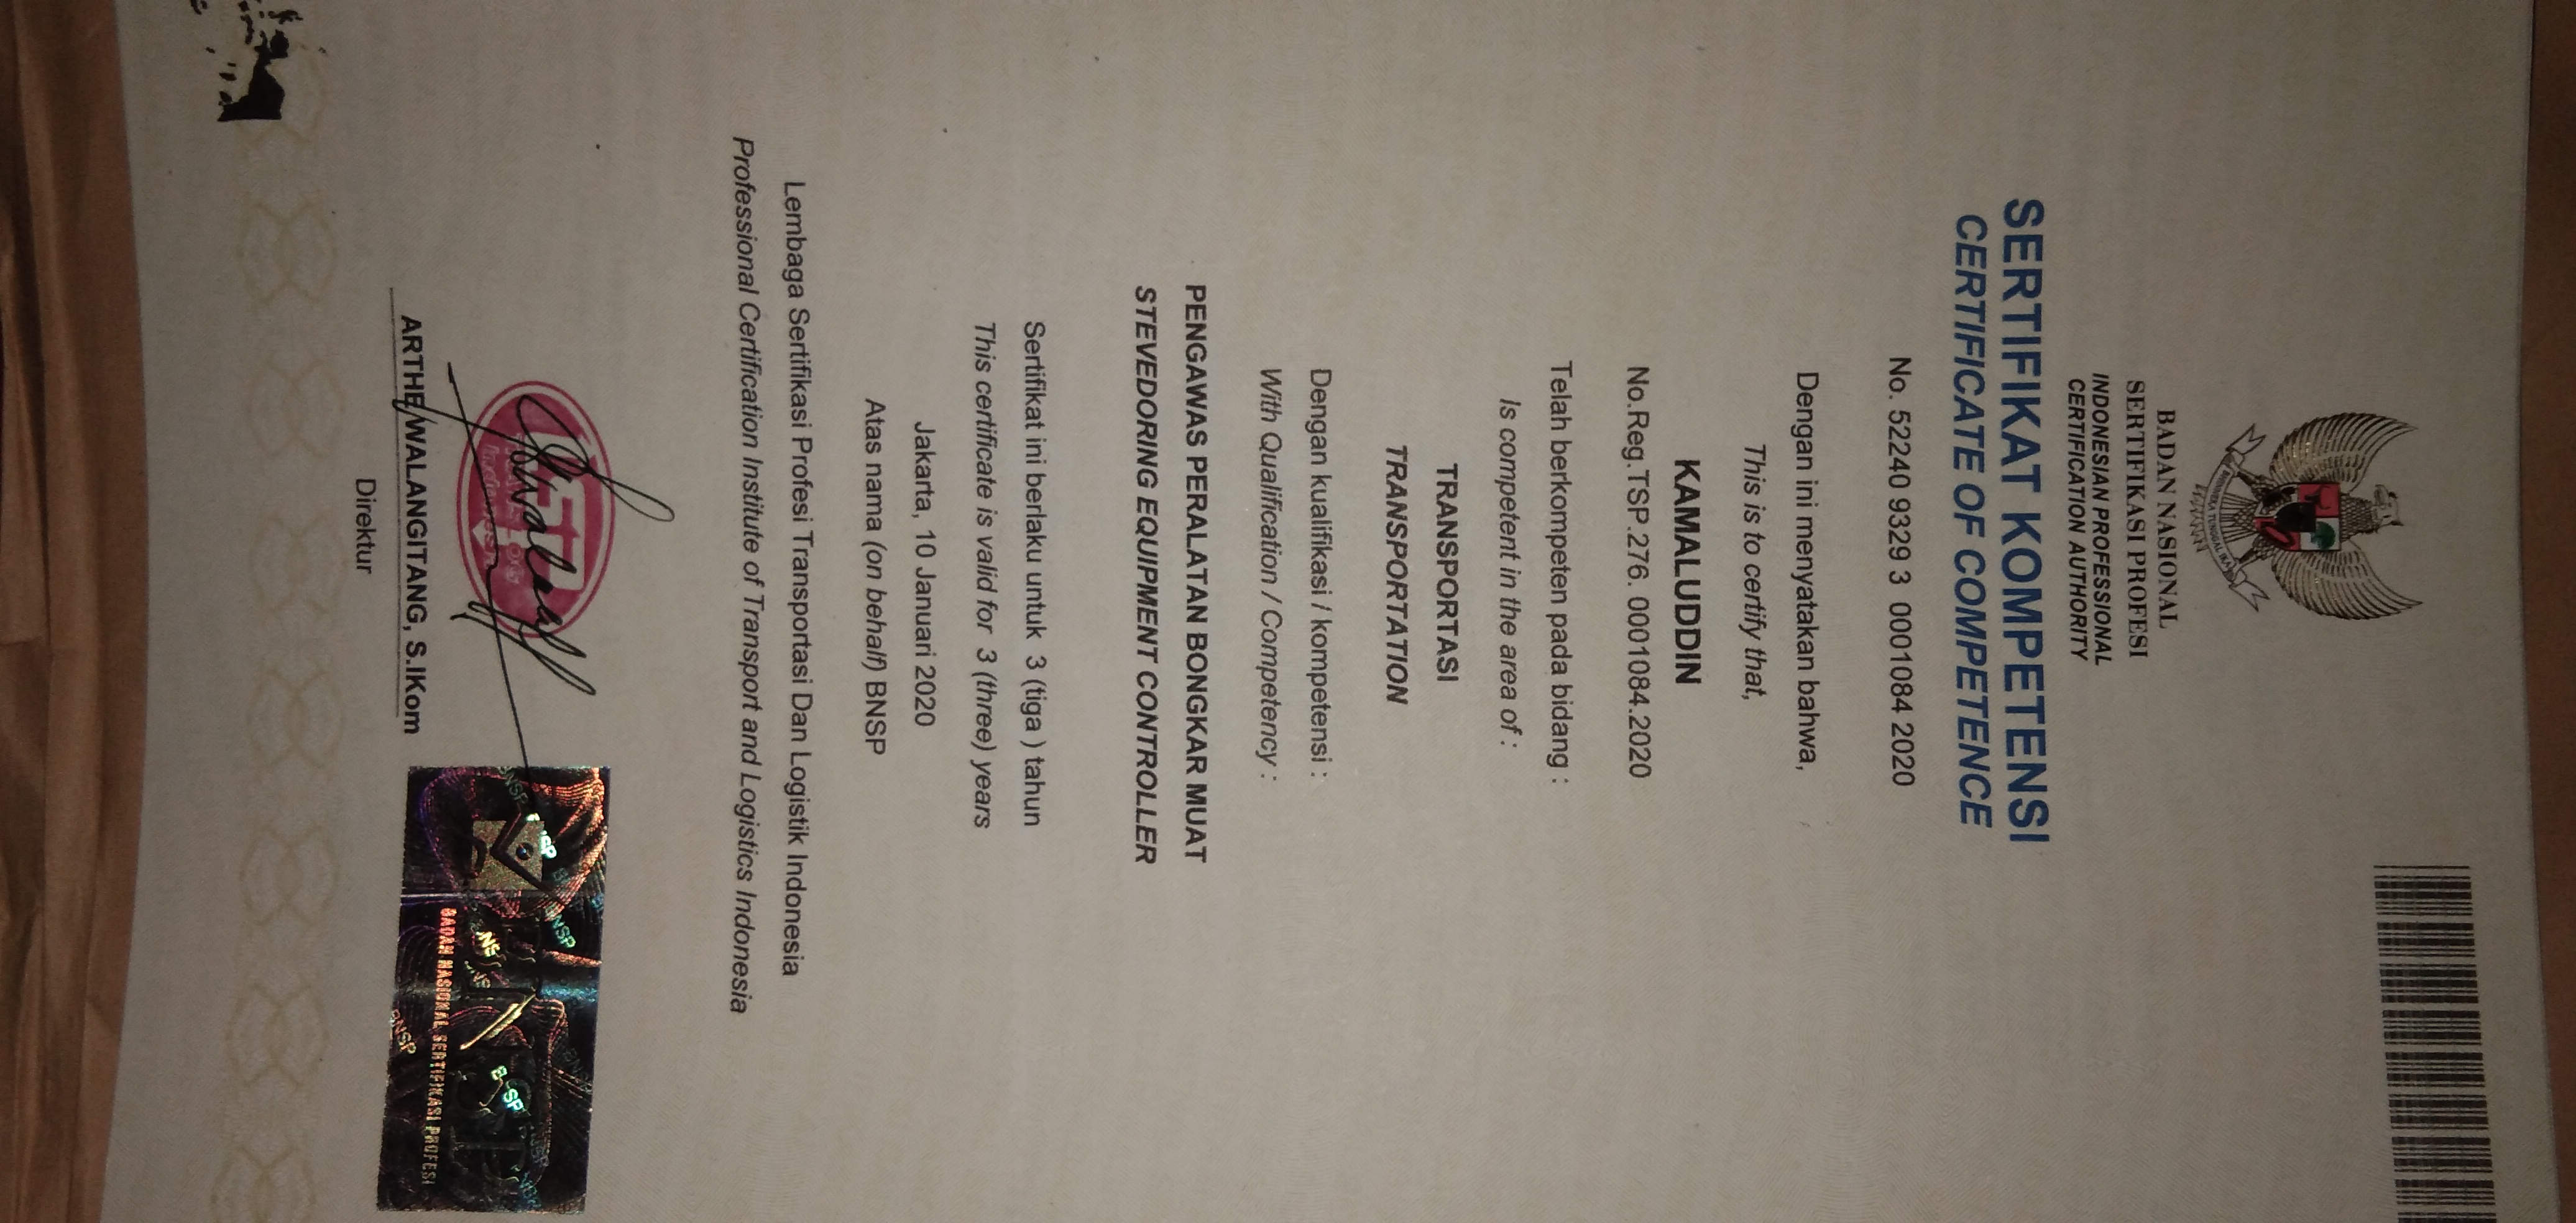 BADAN NASIONAL
SERTIFIKASI PROFESI
INDONESIAN PROFESSIONAL
CERTIFICATION AUTHORITY
SERTIFIKAT KOMPETENSI
CERTIFICATE OF COMPETENCE
No. 52240 9329 3 0001084 2020
Dengan ini menyatakan bahwa,
This is to certify that,
KAMALUDDIN
No.Reg.TSP.276. 0001084.2020
Telah berkompeten pada bidang :
Is competent in the area of :
TRANSPORTASI
TRANSPORTATION
Dengan kualifikasi / kompetensi :
With Qualification / Competency :
PENGAWAS PERALATAN BONGKAR MUAT
STEVEDORING EQUIPMENT CONTROLLER
Sertifikat ini berlaku untuk 3 (tiga ) tahun
This certificate is valid for 3 (three) years
Jakarta, 10 Januari 2020
Atas nama (on behalf) BNSP
Lembaga Sertifikasi Profesi Transportasi Dan Logistik Indonesia
Professional Certification Institute of Transport and Logistics Indonesia
ARTHE WALANGITANG, S.IKom
Direktur
BADAN NASIONAL SERTIFIKASI PROFESI